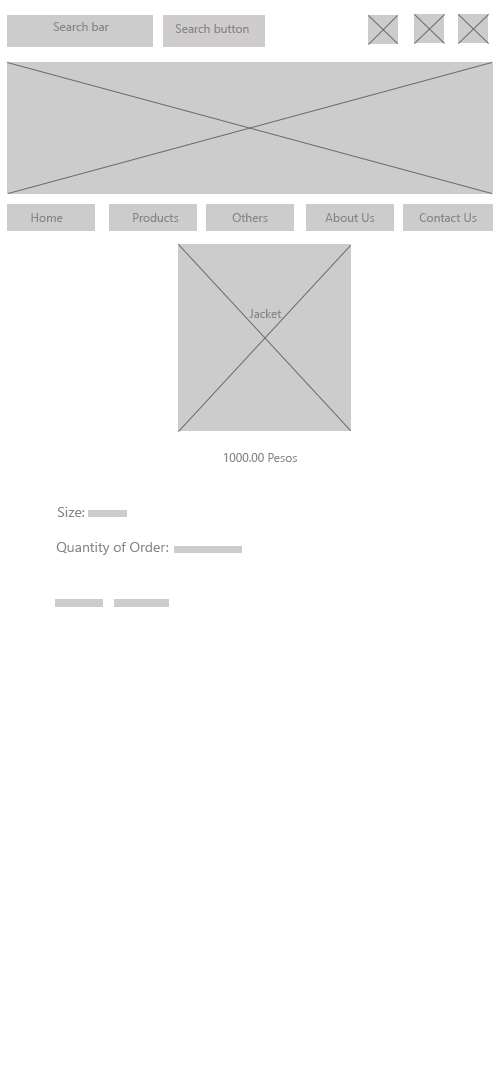 Search bar
Search button
Home
Products
Others
About Us
Contact Us
Jacket
1000.00 Pesos
Size:
Quantity of Order: